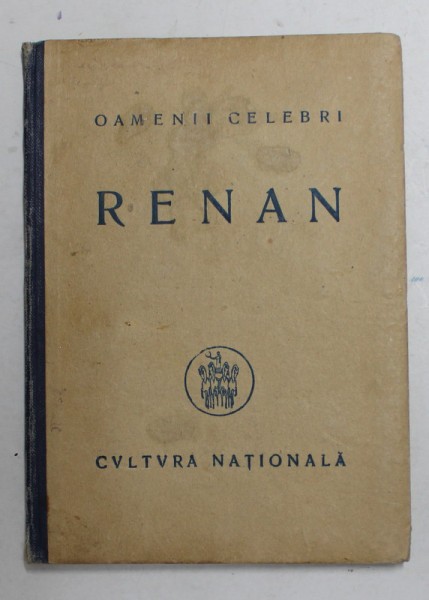 OAMENII CELEBRI
RENAN
CVLTVRA NAȚIONALĂ